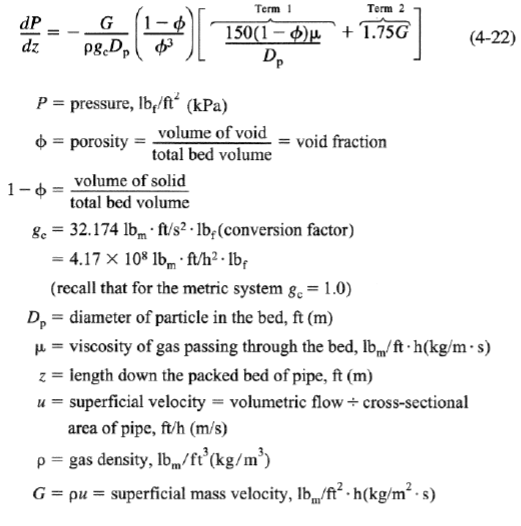 Term 1 Term 2
dP/dz = − G/(ρg_cD_p) ((1 − ϕ)/ϕ³) [ 150(1 − ϕ)μ/D_p + 1.75G ] (4-22)
P = pressure, lb_f/ft² (kPa)
ϕ = porosity = volume of void/total bed volume = void fraction
1 − ϕ = volume of solid/total bed volume
g_c = 32.174 lb_m · ft/s² · lb_f (conversion factor)
= 4.17 × 10⁸ lb_m · ft/h² · lb_f
(recall that for the metric system g_c = 1.0)
D_p = diameter of particle in the bed, ft (m)
μ = viscosity of gas passing through the bed, lb_m/ft · h(kg/m · s)
z = length down the packed bed of pipe, ft (m)
u = superficial velocity = volumetric flow ÷ cross-sectional
area of pipe, ft/h (m/s)
ρ = gas density, lb_m/ft³(kg/m³)
G = ρu = superficial mass velocity, lb_m/ft² · h(kg/m² · s)